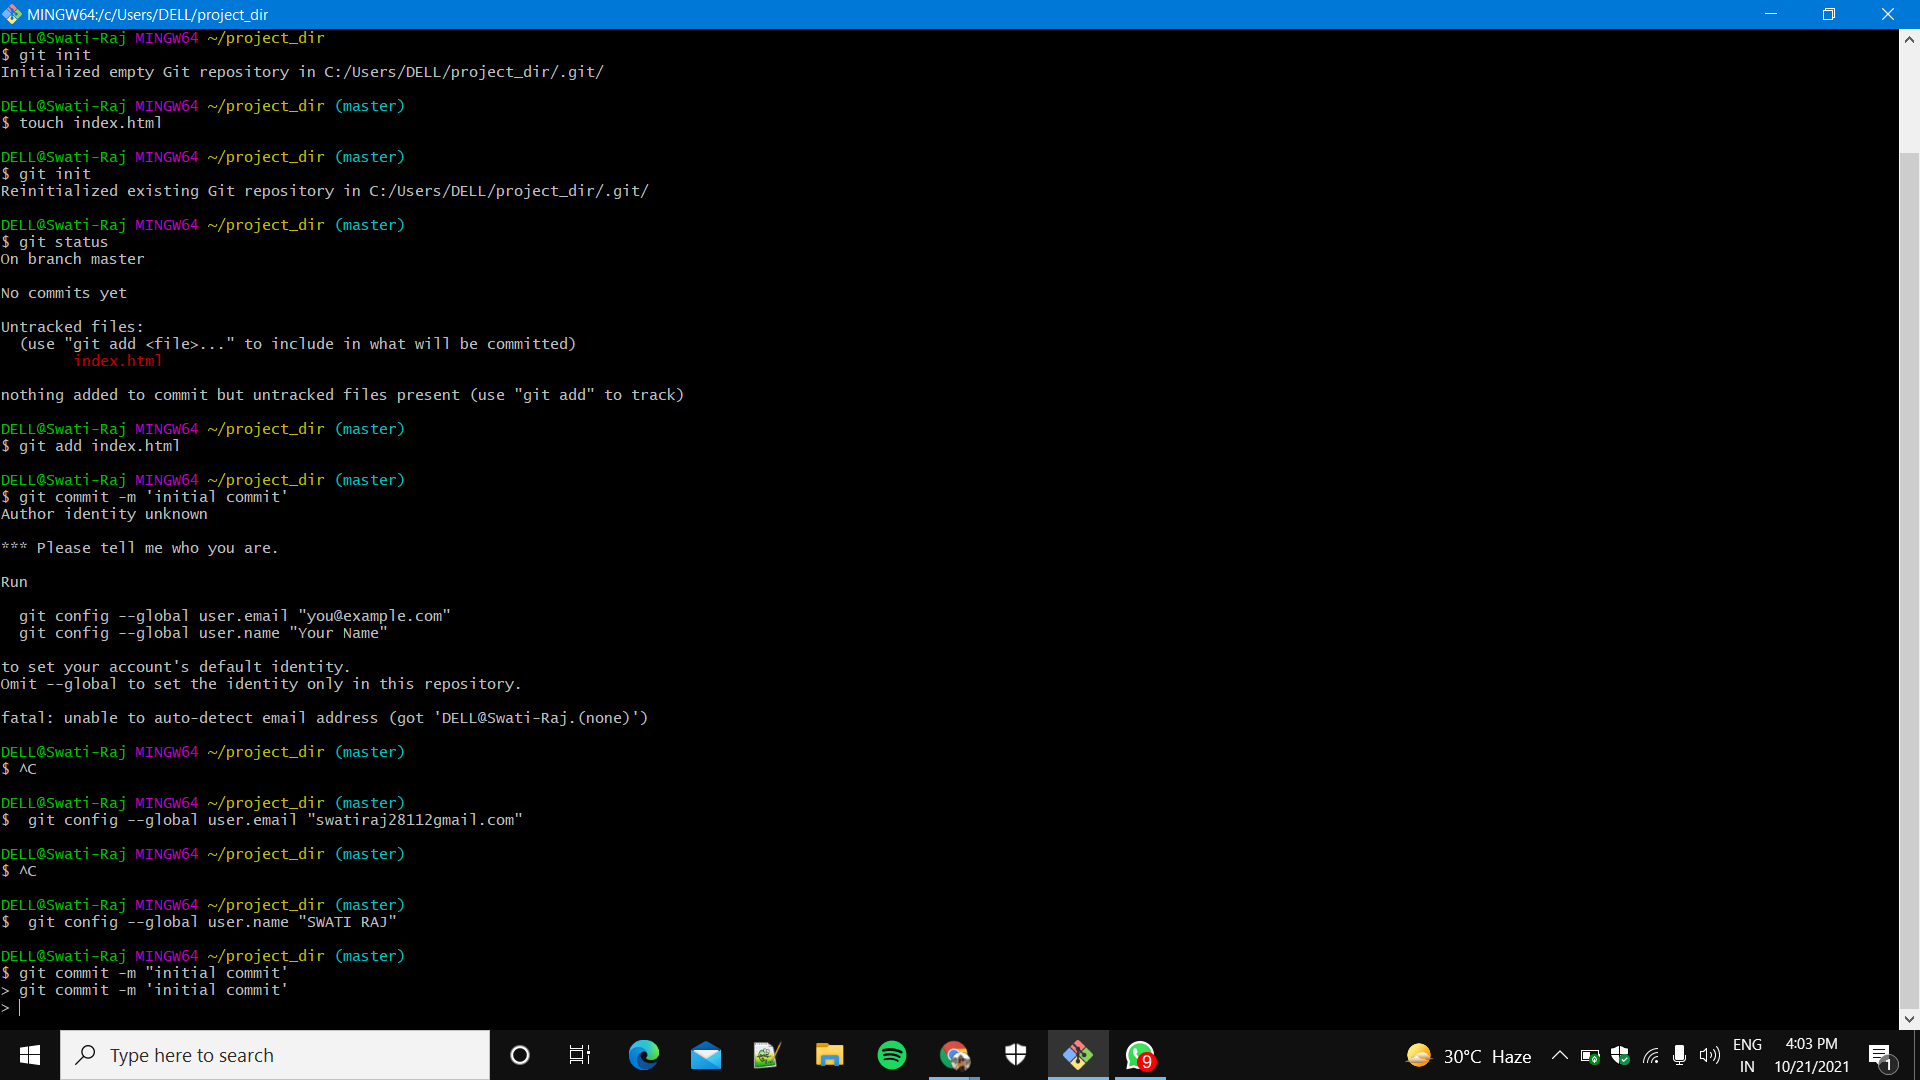 MINGW64:/c/Users/DELL/project_dir
DELL@Swati-Raj MINGW64 ~/project_dir
$ git init
Initialized empty Git repository in C:/Users/DELL/project_dir/.git/
DELL@Swati-Raj MINGW64 ~/project_dir (master)
$ touch index.html
DELL@Swati-Raj MINGW64 ~/project_dir (master)
$ git init
Reinitialized existing Git repository in C:/Users/DELL/project_dir/.git/
DELL@Swati-Raj MINGW64 ~/project_dir (master)
$ git status
On branch master
No commits yet
Untracked files:
  (use "git add <file>..." to include in what will be committed)
        index.html
nothing added to commit but untracked files present (use "git add" to track)
DELL@Swati-Raj MINGW64 ~/project_dir (master)
$ git add index.html
DELL@Swati-Raj MINGW64 ~/project_dir (master)
$ git commit -m 'initial commit'
Author identity unknown
*** Please tell me who you are.
Run
  git config --global user.email "you@example.com"
  git config --global user.name "Your Name"
to set your account's default identity.
Omit --global to set the identity only in this repository.
fatal: unable to auto-detect email address (got 'DELL@Swati-Raj.(none)')
DELL@Swati-Raj MINGW64 ~/project_dir (master)
$ ^C
DELL@Swati-Raj MINGW64 ~/project_dir (master)
$  git config --global user.email "swatiraj28112gmail.com"
DELL@Swati-Raj MINGW64 ~/project_dir (master)
$ ^C
DELL@Swati-Raj MINGW64 ~/project_dir (master)
$  git config --global user.name "SWATI RAJ"
DELL@Swati-Raj MINGW64 ~/project_dir (master)
$ git commit -m "initial commit'
> git commit -m 'initial commit'
>
Type here to search
9
30°C Haze
ENG
IN
4:03 PM
10/21/2021
1